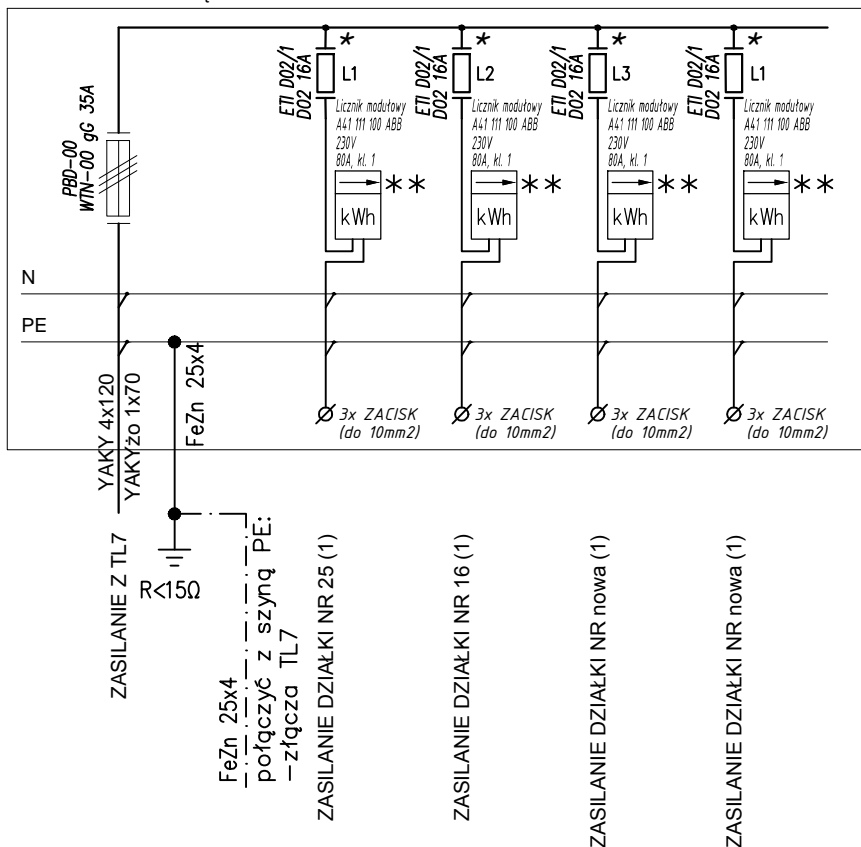 PBD-00
WTN-00 gG 35A
ETI D02/1
D02 16A
*
L1
Licznik modułowy
A41 111 100 ABB
230V
80A, kl. 1
kWh
**
ETI D02/1
D02 16A
*
L2
Licznik modułowy
A41 111 100 ABB
230V
80A, kl. 1
kWh
**
ETI D02/1
D02 16A
*
L3
Licznik modułowy
A41 111 100 ABB
230V
80A, kl. 1
kWh
**
ETI D02/1
D02 16A
*
L1
Licznik modułowy
A41 111 100 ABB
230V
80A, kl. 1
kWh
**
N
PE
YAKY 4x120
YAKYżo 1x70
FeZn 25x4
3x ZACISK
(do 10mm2)
3x ZACISK
(do 10mm2)
3x ZACISK
(do 10mm2)
3x ZACISK
(do 10mm2)
ZASILANIE Z TL7
R<15Ω
FeZn 25x4
połączyć z szyną PE:
-złącza TL7
ZASILANIE DZIAŁKI NR 25 (1)
ZASILANIE DZIAŁKI NR 16 (1)
ZASILANIE DZIAŁKI NR nowa (1)
ZASILANIE DZIAŁKI NR nowa (1)